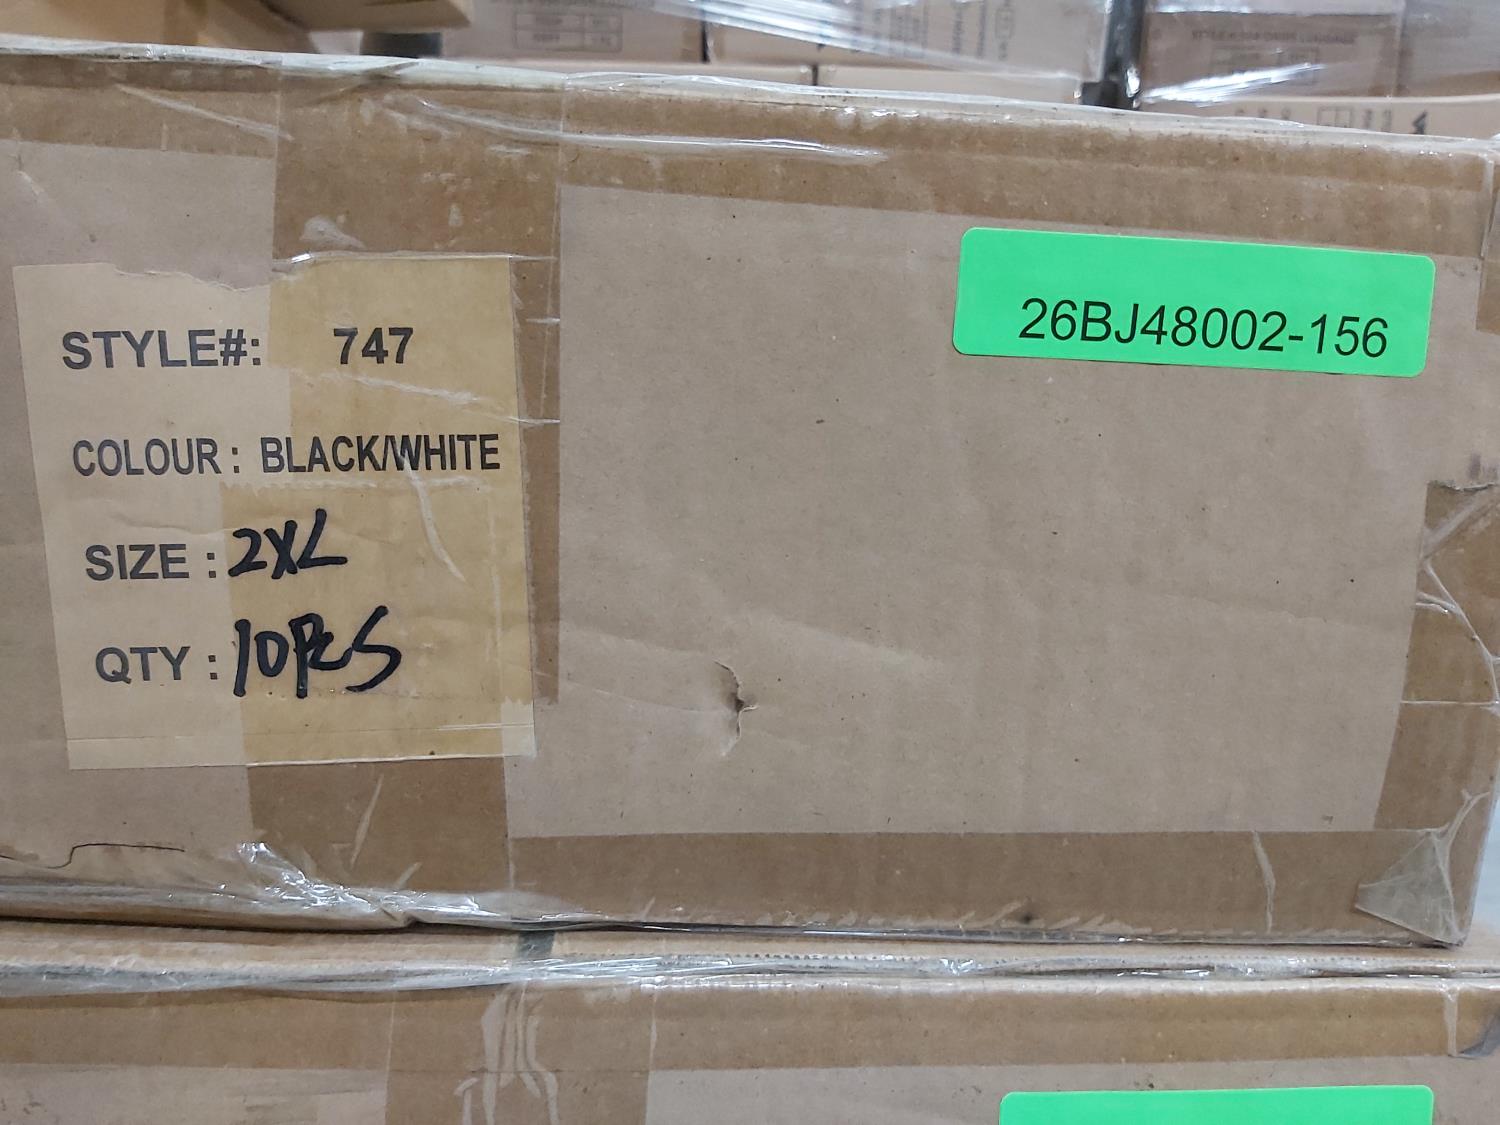 STYLE#: 747
COLOUR : BLACK/WHITE
SIZE : 2XL
QTY : 10PCS
26BJ48002-156